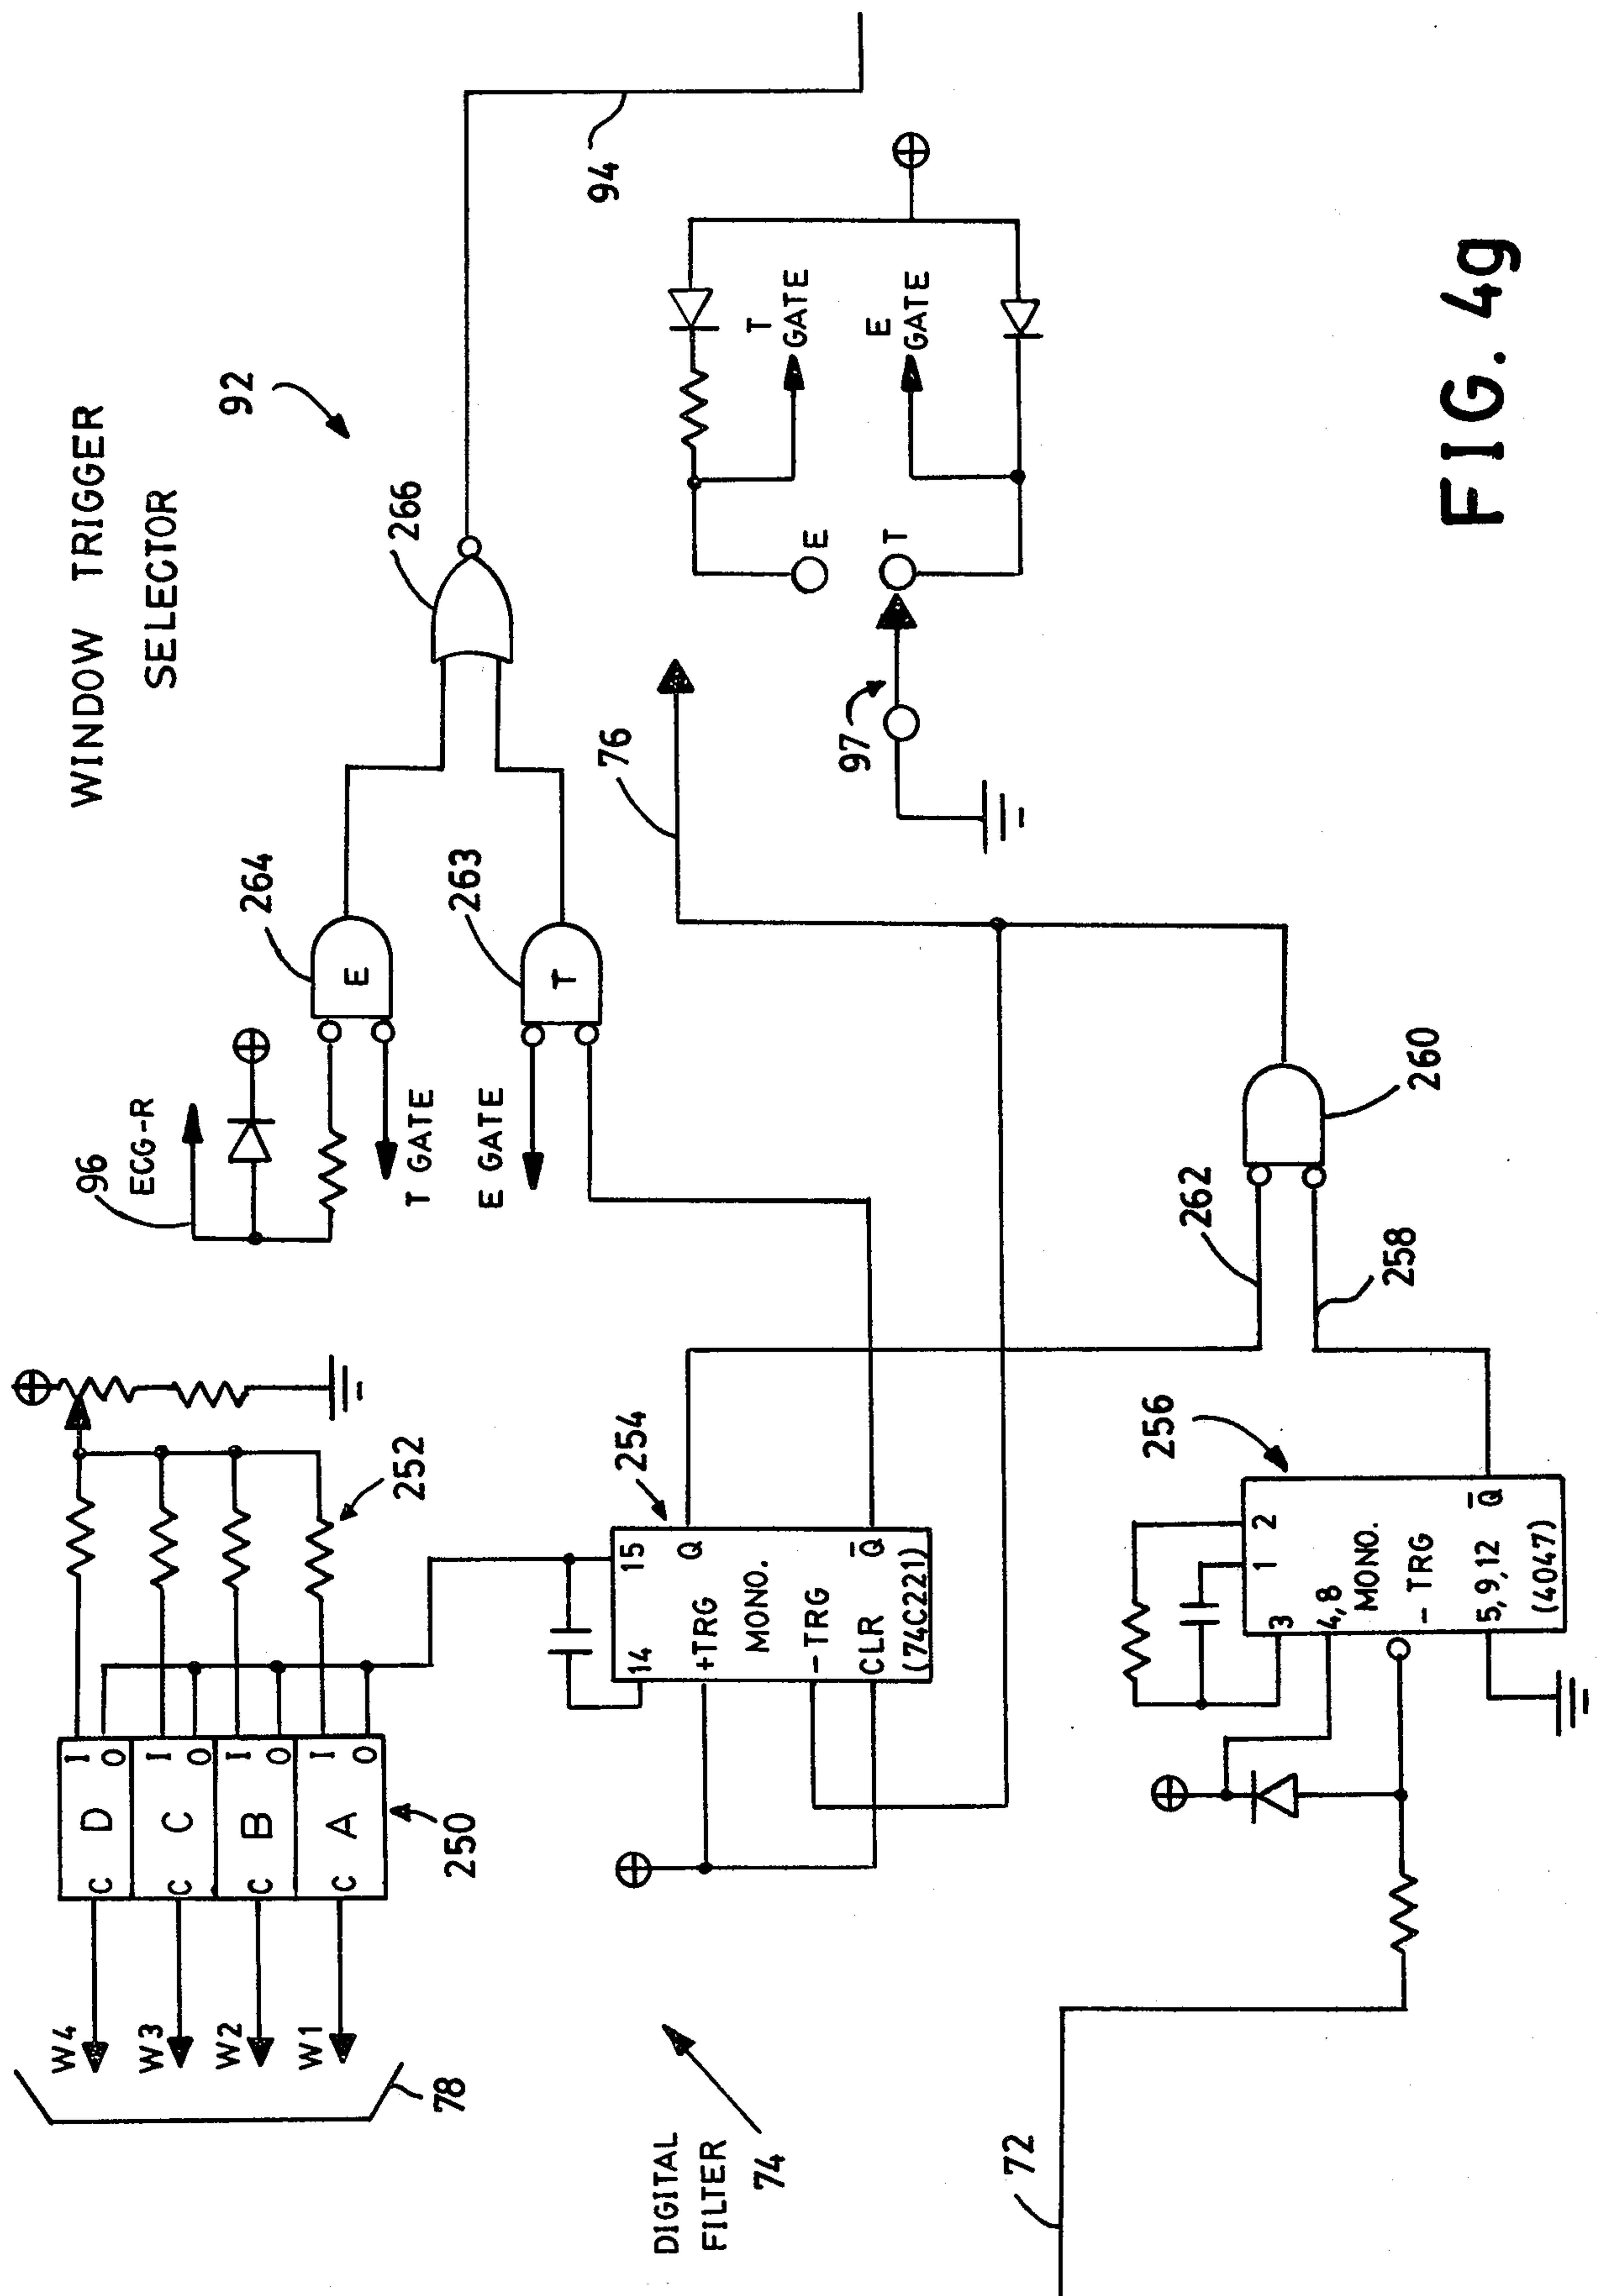 WINDOW TRIGGER
SELECTOR
92
266
94
264
E
263
T
96
ECG-R
T GATE
E GATE
76
97
E
T
T
GATE
E
GATE
W4
W3
W2
W1
78
D
C
I
O
C
C
I
O
B
C
I
O
A
C
I
O
250
252
254
14
15
+TRG
Q
MONO.
-TRG
CLR
Q̅
(74C221)
DIGITAL
FILTER
74
72
256
3
1
2
4,8
MONO.
-TRG
5,9,12
Q̅
(4047)
262
258
260
FIG. 4g